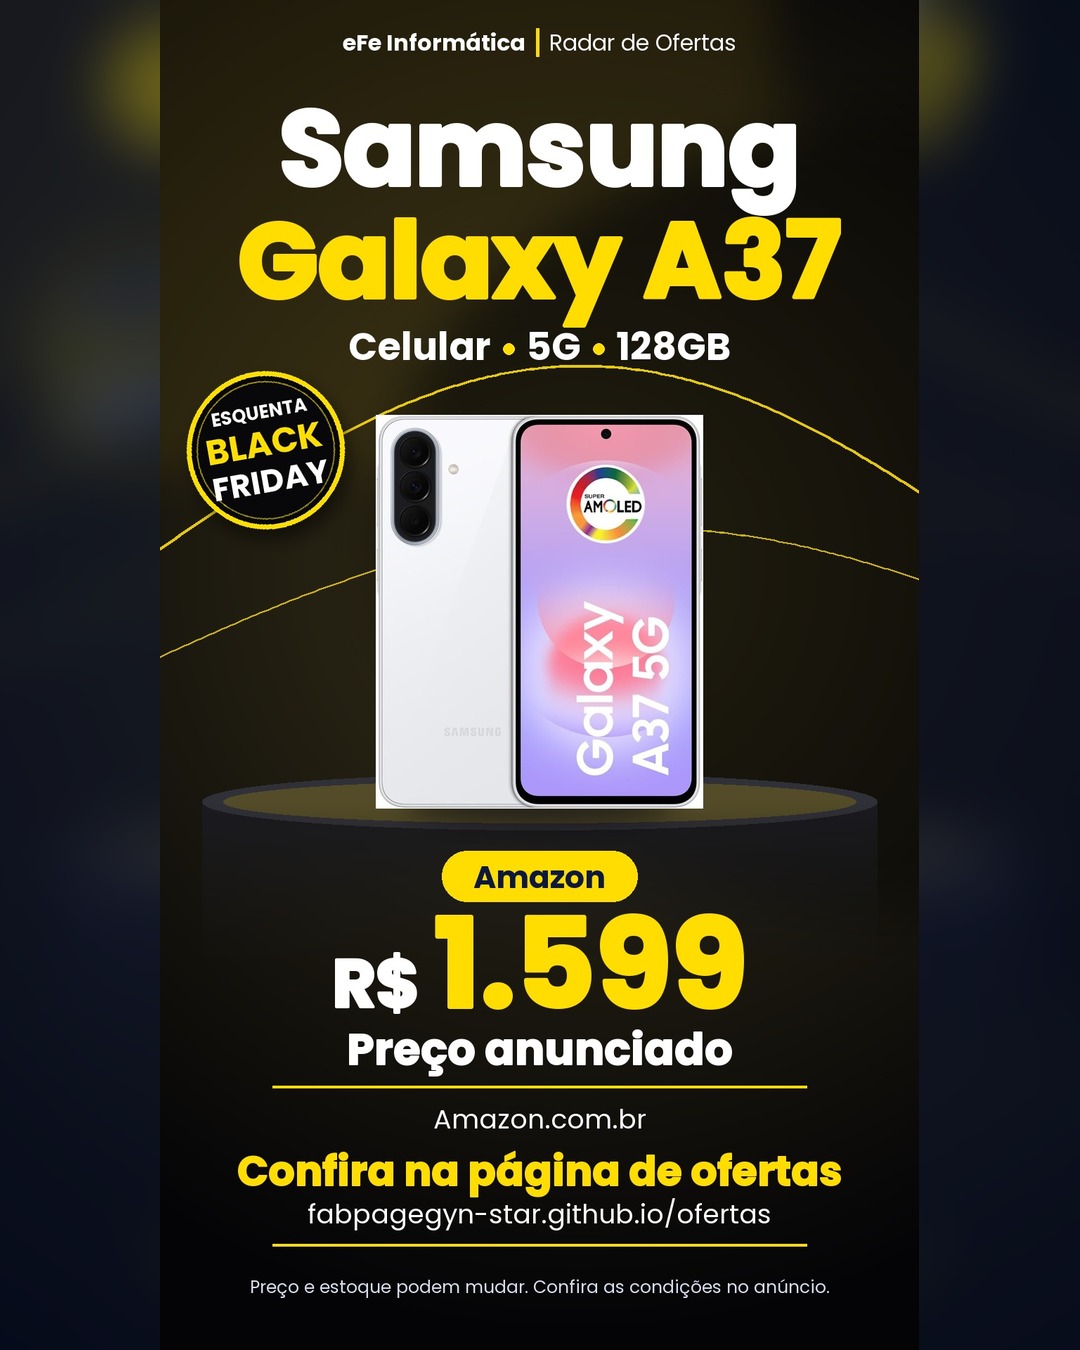 eFe Informática | Radar de Ofertas
Samsung
Galaxy A37
Celular • 5G • 128GB
ESQUENTA
BLACK
FRIDAY
SUPER
AMOLED
Galaxy
A37 5G
SAMSUNG
Amazon
R$ 1.599
Preço anunciado
Amazon.com.br
Confira na página de ofertas
fabpagegyn-star.github.io/ofertas
Preço e estoque podem mudar. Confira as condições no anúncio.